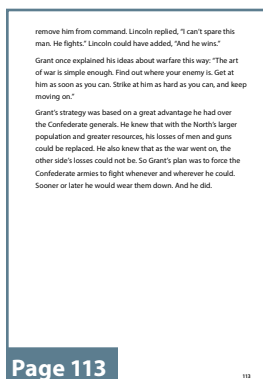 remove him from command. Lincoln replied, “I can’t spare this
man. He fights.” Lincoln could have added, “And he wins.”
Grant once explained his ideas about warfare this way: “The art
of war is simple enough. Find out where your enemy is. Get at
him as soon as you can. Strike at him as hard as you can, and keep
moving on.”
Grant’s strategy was based on a great advantage he had over
the Confederate generals. He knew that with the North’s larger
population and greater resources, his losses of men and guns
could be replaced. He also knew that as the war went on, the
other side’s losses could not be. So Grant’s plan was to force the
Confederate armies to fight whenever and wherever he could.
Sooner or later he would wear them down. And he did.
Page 113
113